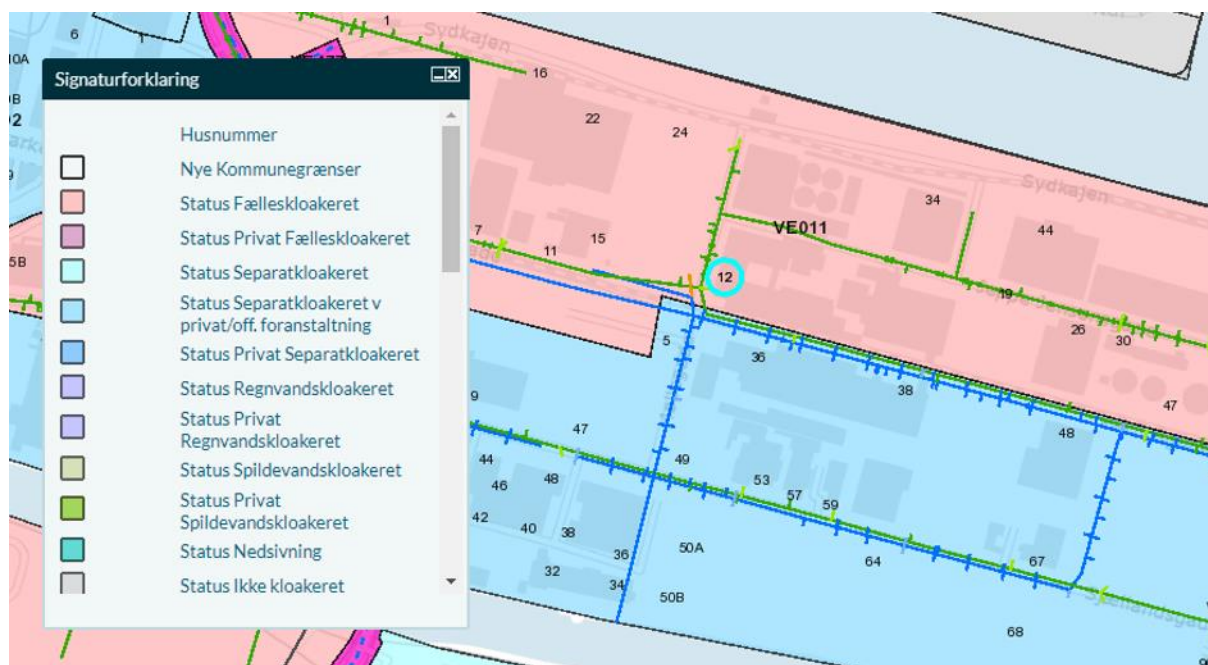 6
1
1
Sydkajen
16
22
24
34
Sydkajen
44
VE011
7
11
15
12
19
26
30
47
5
36
38
48
9
47
49
53
57
59
44
46
48
42
40
38
36
34
32
50A
50B
64
67
68
5B
Signaturforklaring
Husnummer
Nye Kommunegrænser
Status Fælleskloakeret
Status Privat Fælleskloakeret
Status Separatkloakeret
Status Separatkloakeret v
privat/off. foranstaltning
Status Privat Separatkloakeret
Status Regnvandskloakeret
Status Privat
Regnvandskloakeret
Status Spildevandskloakeret
Status Privat
Spildevandskloakeret
Status Nedsivning
Status Ikke kloakeret